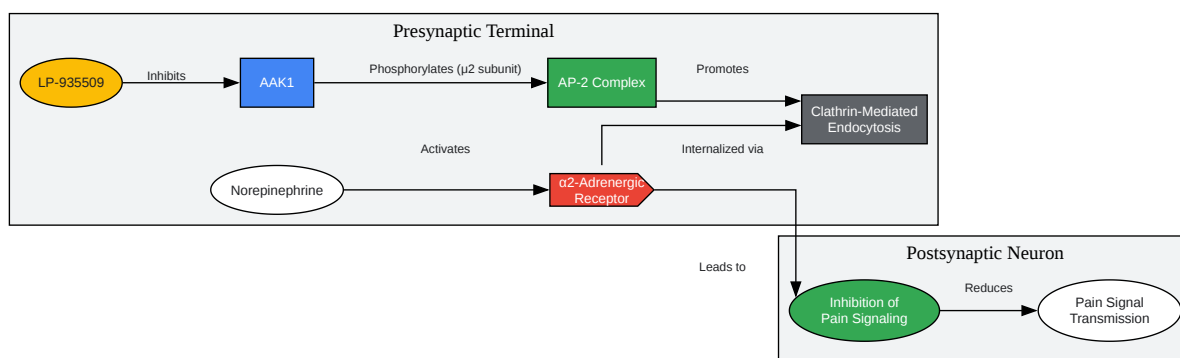 Presynaptic Terminal
LP-935509
Inhibits
AAK1
Phosphorylates (μ2 subunit)
AP-2 Complex
Promotes
Clathrin-Mediated
Endocytosis
Activates
Internalized via
Norepinephrine
α2-Adrenergic
Receptor
Postsynaptic Neuron
Leads to
Inhibition of
Pain Signaling
Reduces
Pain Signal
Transmission